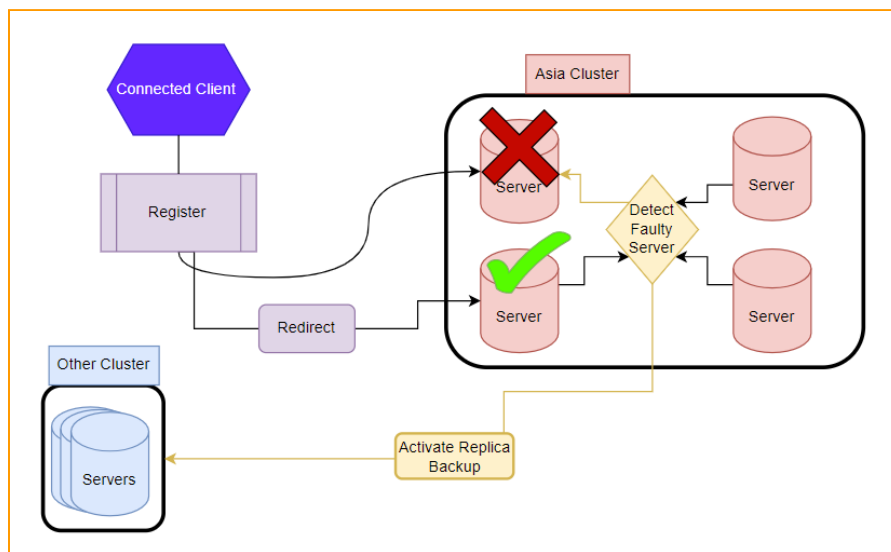 Connected Client
Asia Cluster
Register
Server
Server
Detect
Faulty
Server
Server
Server
Redirect
Other Cluster
Servers
Activate Replica
Backup